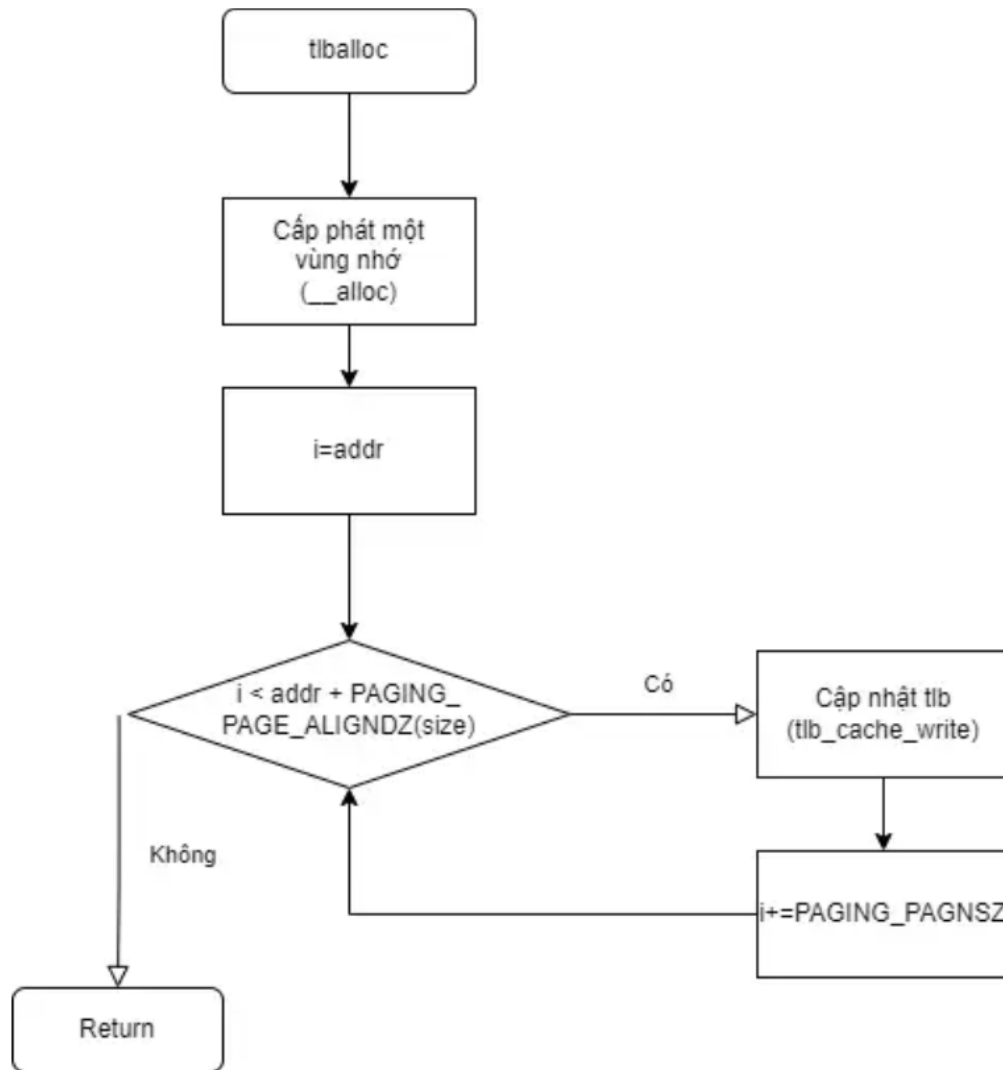 tlballoc
Cấp phát một
vùng nhớ
(__alloc)
i=addr
i < addr + PAGING_
PAGE_ALIGNDZ(size)
Có
Cập nhật tlb
(tlb_cache_write)
Không
i+=PAGING_PAGNSZ
Return